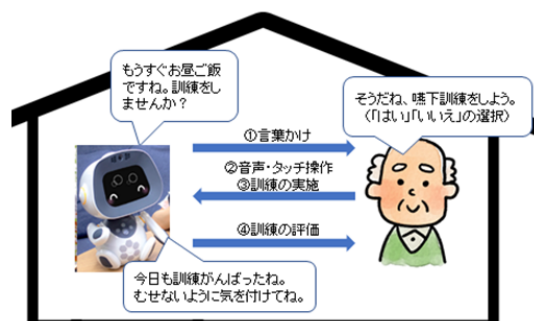 もうすぐお昼ご飯
ですね。訓練をし
ませんか?
そうだね、嚥下訓練をしよう。
(「はい」「いいえ」の選択)
①言葉かけ
②音声・タッチ操作
③訓練の実施
④訓練の評価
今日も訓練がんばったね。
むせないように気を付けてね。